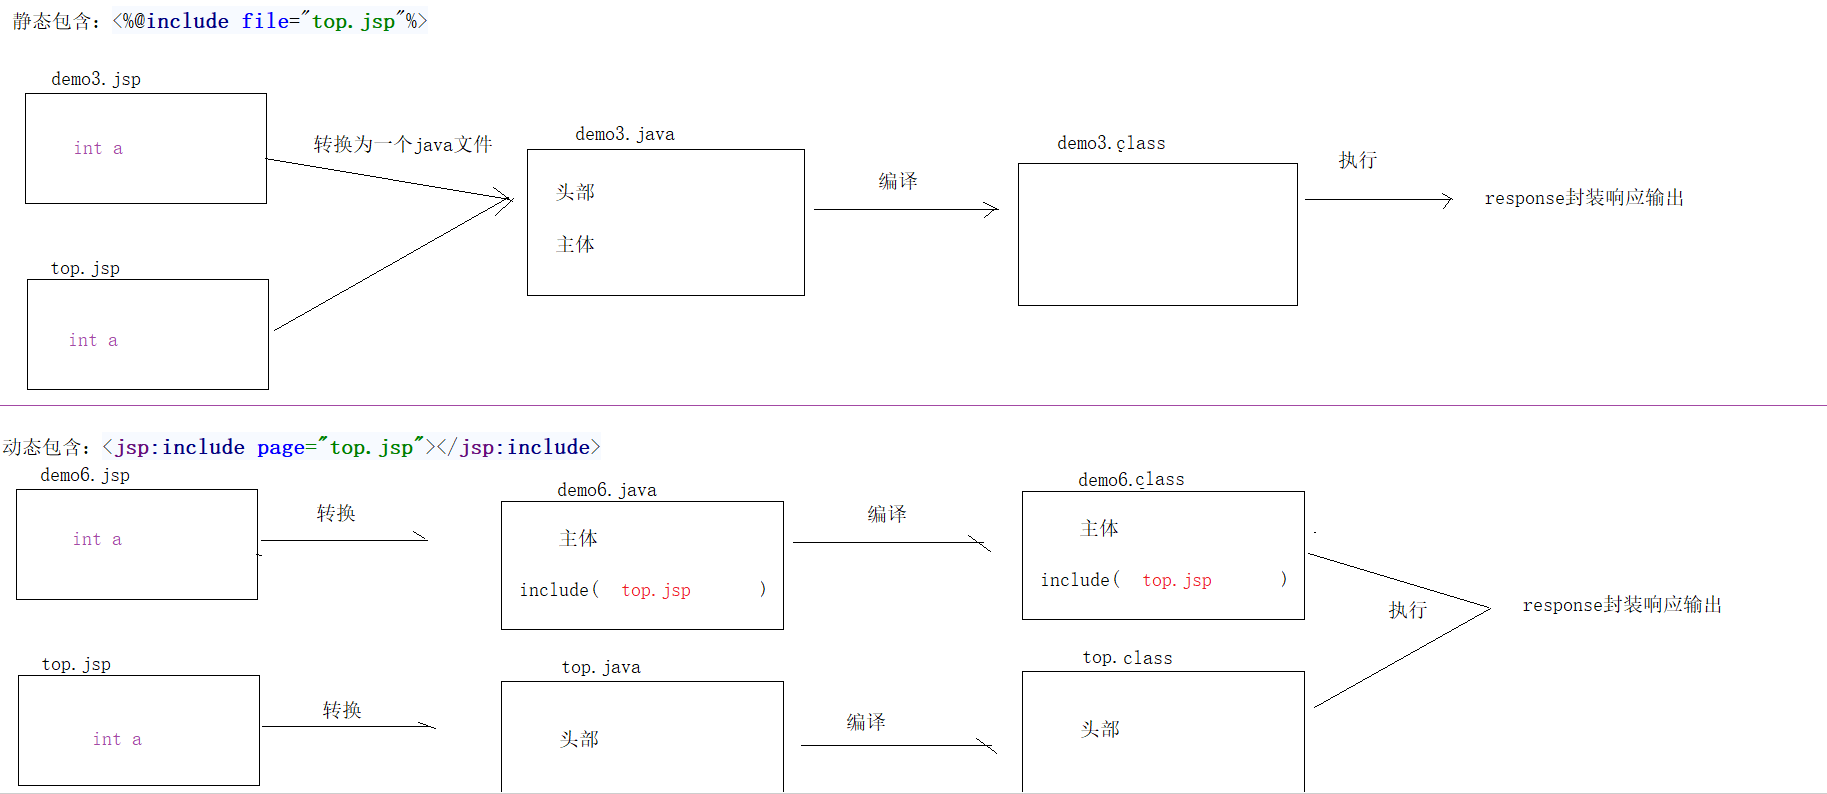 静态包含：<%@include file="top.jsp"%>
demo3.jsp
int a
转换为一个java文件
demo3.java
头部
主体
编译
demo3.class
执行
response封装响应输出
top.jsp
int a
动态包含：<jsp:include page="top.jsp"></jsp:include>
demo6.jsp
int a
转换
demo6.java
主体
include( top.jsp )
编译
demo6.class
主体
include( top.jsp )
执行
response封装响应输出
top.jsp
int a
转换
top.java
头部
编译
top.class
头部